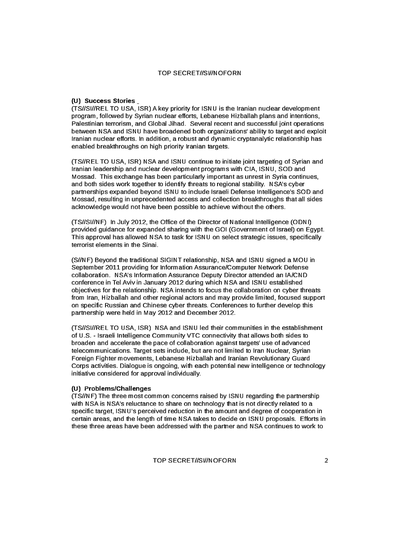 TOP SECRET//SI//NOFORN
(U) Success Stories
(TS//SI//REL TO USA, ISR) A key priority for ISNU is the Iranian nuclear development
program, followed by Syrian nuclear efforts, Lebanese Hizballah plans and intentions,
Palestinian terrorism, and Global Jihad. Several recent and successful joint operations
between NSA and ISNU have broadened both organizations' ability to target and exploit
Iranian nuclear efforts. In addition, a robust and dynamic cryptanalytic relationship has
enabled breakthroughs on high priority Iranian targets.
(TS//REL TO USA, ISR) NSA and ISNU continue to initiate joint targeting of Syrian and
Iranian leadership and nuclear development programs with CIA, ISNU, SOD and
Mossad. This exchange has been particularly important as unrest in Syria continues,
and both sides work together to identify threats to regional stability. NSA's cyber
partnerships expanded beyond ISNU to include Israeli Defense Intelligence's SOD and
Mossad, resulting in unprecedented access and collection breakthroughs that all sides
acknowledge would not have been possible to achieve without the others.
(TS//SI//NF) In July 2012, the Office of the Director of National Intelligence (ODNI)
provided guidance for expanded sharing with the GOI (Government of Israel) on Egypt.
This approval has allowed NSA to task for ISNU on select strategic issues, specifically
terrorist elements in the Sinai.
(S//NF) Beyond the traditional SIGINT relationship, NSA and ISNU signed a MOU in
September 2011 providing for Information Assurance/Computer Network Defense
collaboration. NSA's Information Assurance Deputy Director attended an IA/CND
conference in Tel Aviv in January 2012 during which NSA and ISNU established
objectives for the relationship. NSA intends to focus the collaboration on cyber threats
from Iran, Hizballah and other regional actors and may provide limited, focused support
on specific Russian and Chinese cyber threats. Conferences to further develop this
partnership were held in May 2012 and December 2012.
(TS//SI//REL TO USA, ISR) NSA and ISNU led their communities in the establishment
of U.S. - Israeli Intelligence Community VTC connectivity that allows both sides to
broaden and accelerate the pace of collaboration against targets' use of advanced
telecommunications. Target sets include, but are not limited to Iran Nuclear, Syrian
Foreign Fighter movements, Lebanese Hizballah and Iranian Revolutionary Guard
Corps activities. Dialogue is ongoing, with each potential new intelligence or technology
initiative considered for approval individually.
(U) Problems/Challenges
(TS//NF) The three most common concerns raised by ISNU regarding the partnership
with NSA is NSA's reluctance to share on technology that is not directly related to a
specific target, ISNU's perceived reduction in the amount and degree of cooperation in
certain areas, and the length of time NSA takes to decide on ISNU proposals. Efforts in
these three areas have been addressed with the partner and NSA continues to work to
TOP SECRET//SI//NOFORN 2